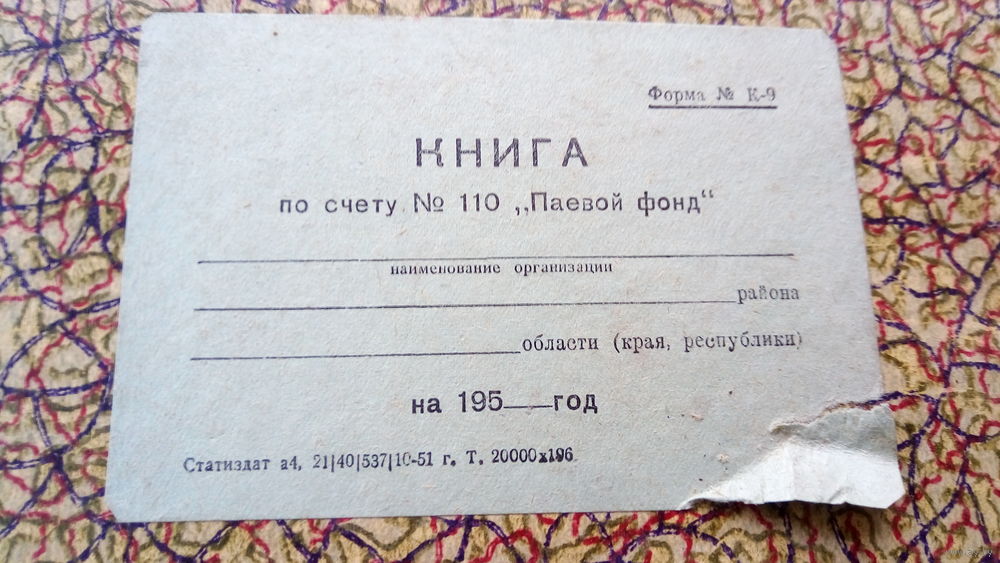 Форма № К-9
КНИГА
по счету № 110 „Паевой фонд“
наименование организации
района
области (края, республики)
на 195 год
Статиздат а4, 21|40|537|10-51 г. Т. 20000х196